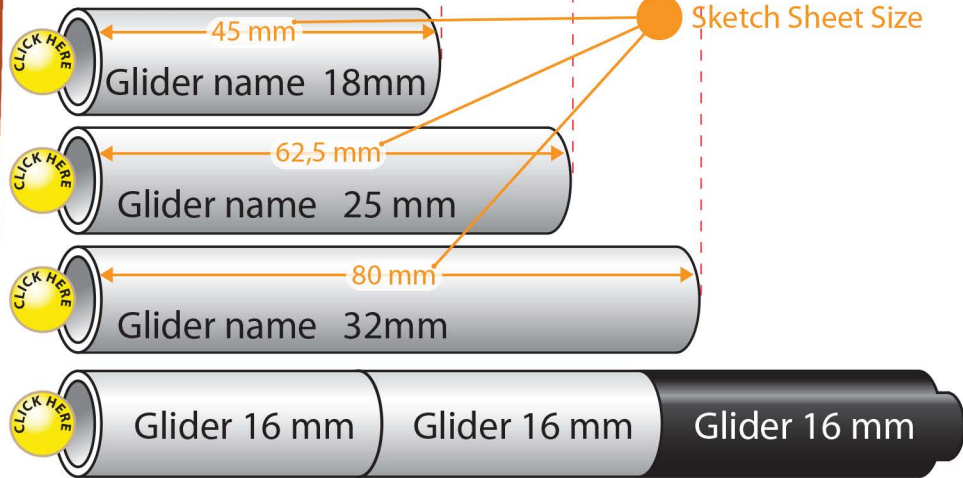 45 mm
Sketch Sheet Size
CLICK HERE
Glider name 18mm
62,5 mm
CLICK HERE
Glider name 25 mm
80 mm
CLICK HERE
Glider name 32mm
CLICK HERE
Glider 16 mm Glider 16 mm Glider 16 mm